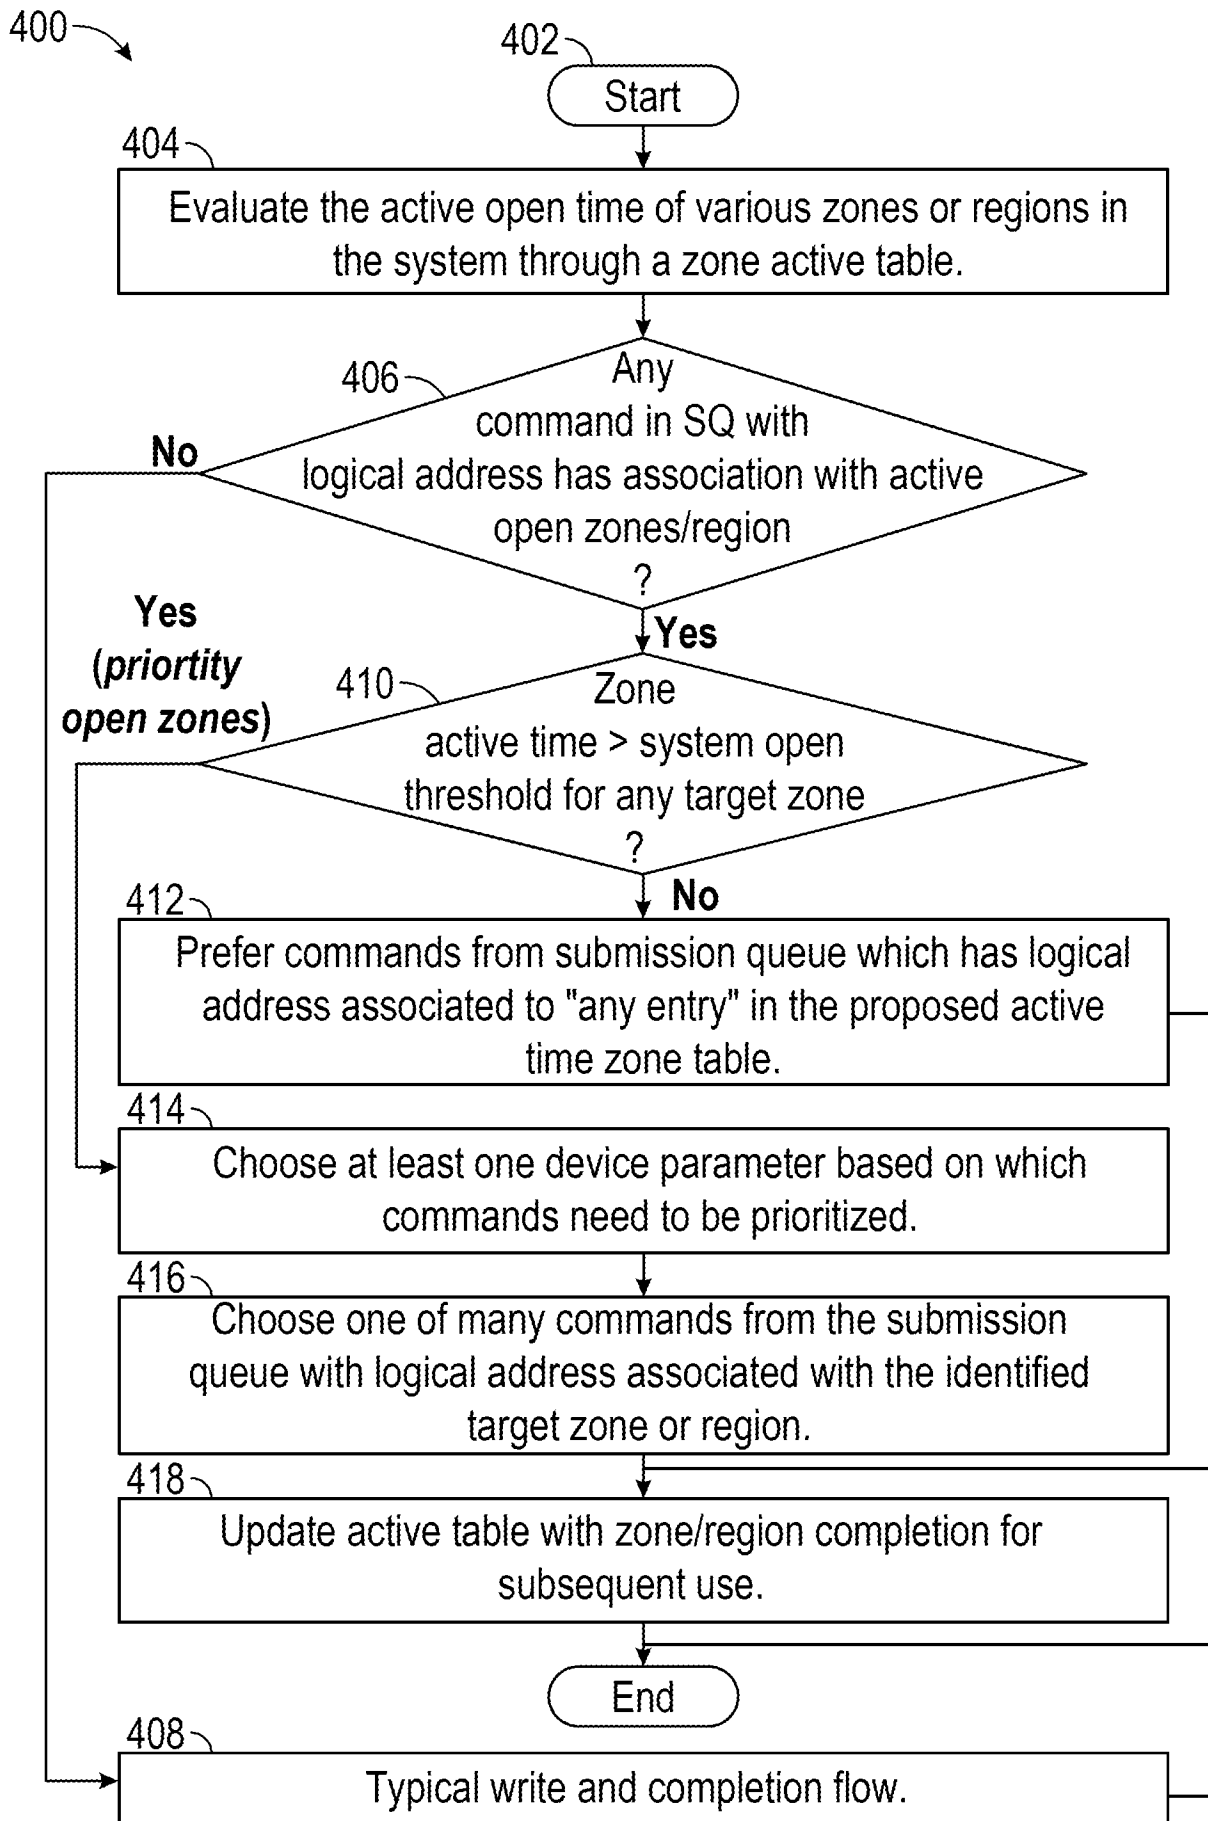 400
402
Start
404
Evaluate the active open time of various zones or regions in
the system through a zone active table.
406
Any
command in SQ with
logical address has association with active
open zones/region
?
No
Yes
Yes
(priortity
open zones)
410
Zone
active time > system open
threshold for any target zone
?
No
412
Prefer commands from submission queue which has logical
address associated to "any entry" in the proposed active
time zone table.
414
Choose at least one device parameter based on which
commands need to be prioritized.
416
Choose one of many commands from the submission
queue with logical address associated with the identified
target zone or region.
418
Update active table with zone/region completion for
subsequent use.
End
408
Typical write and completion flow.